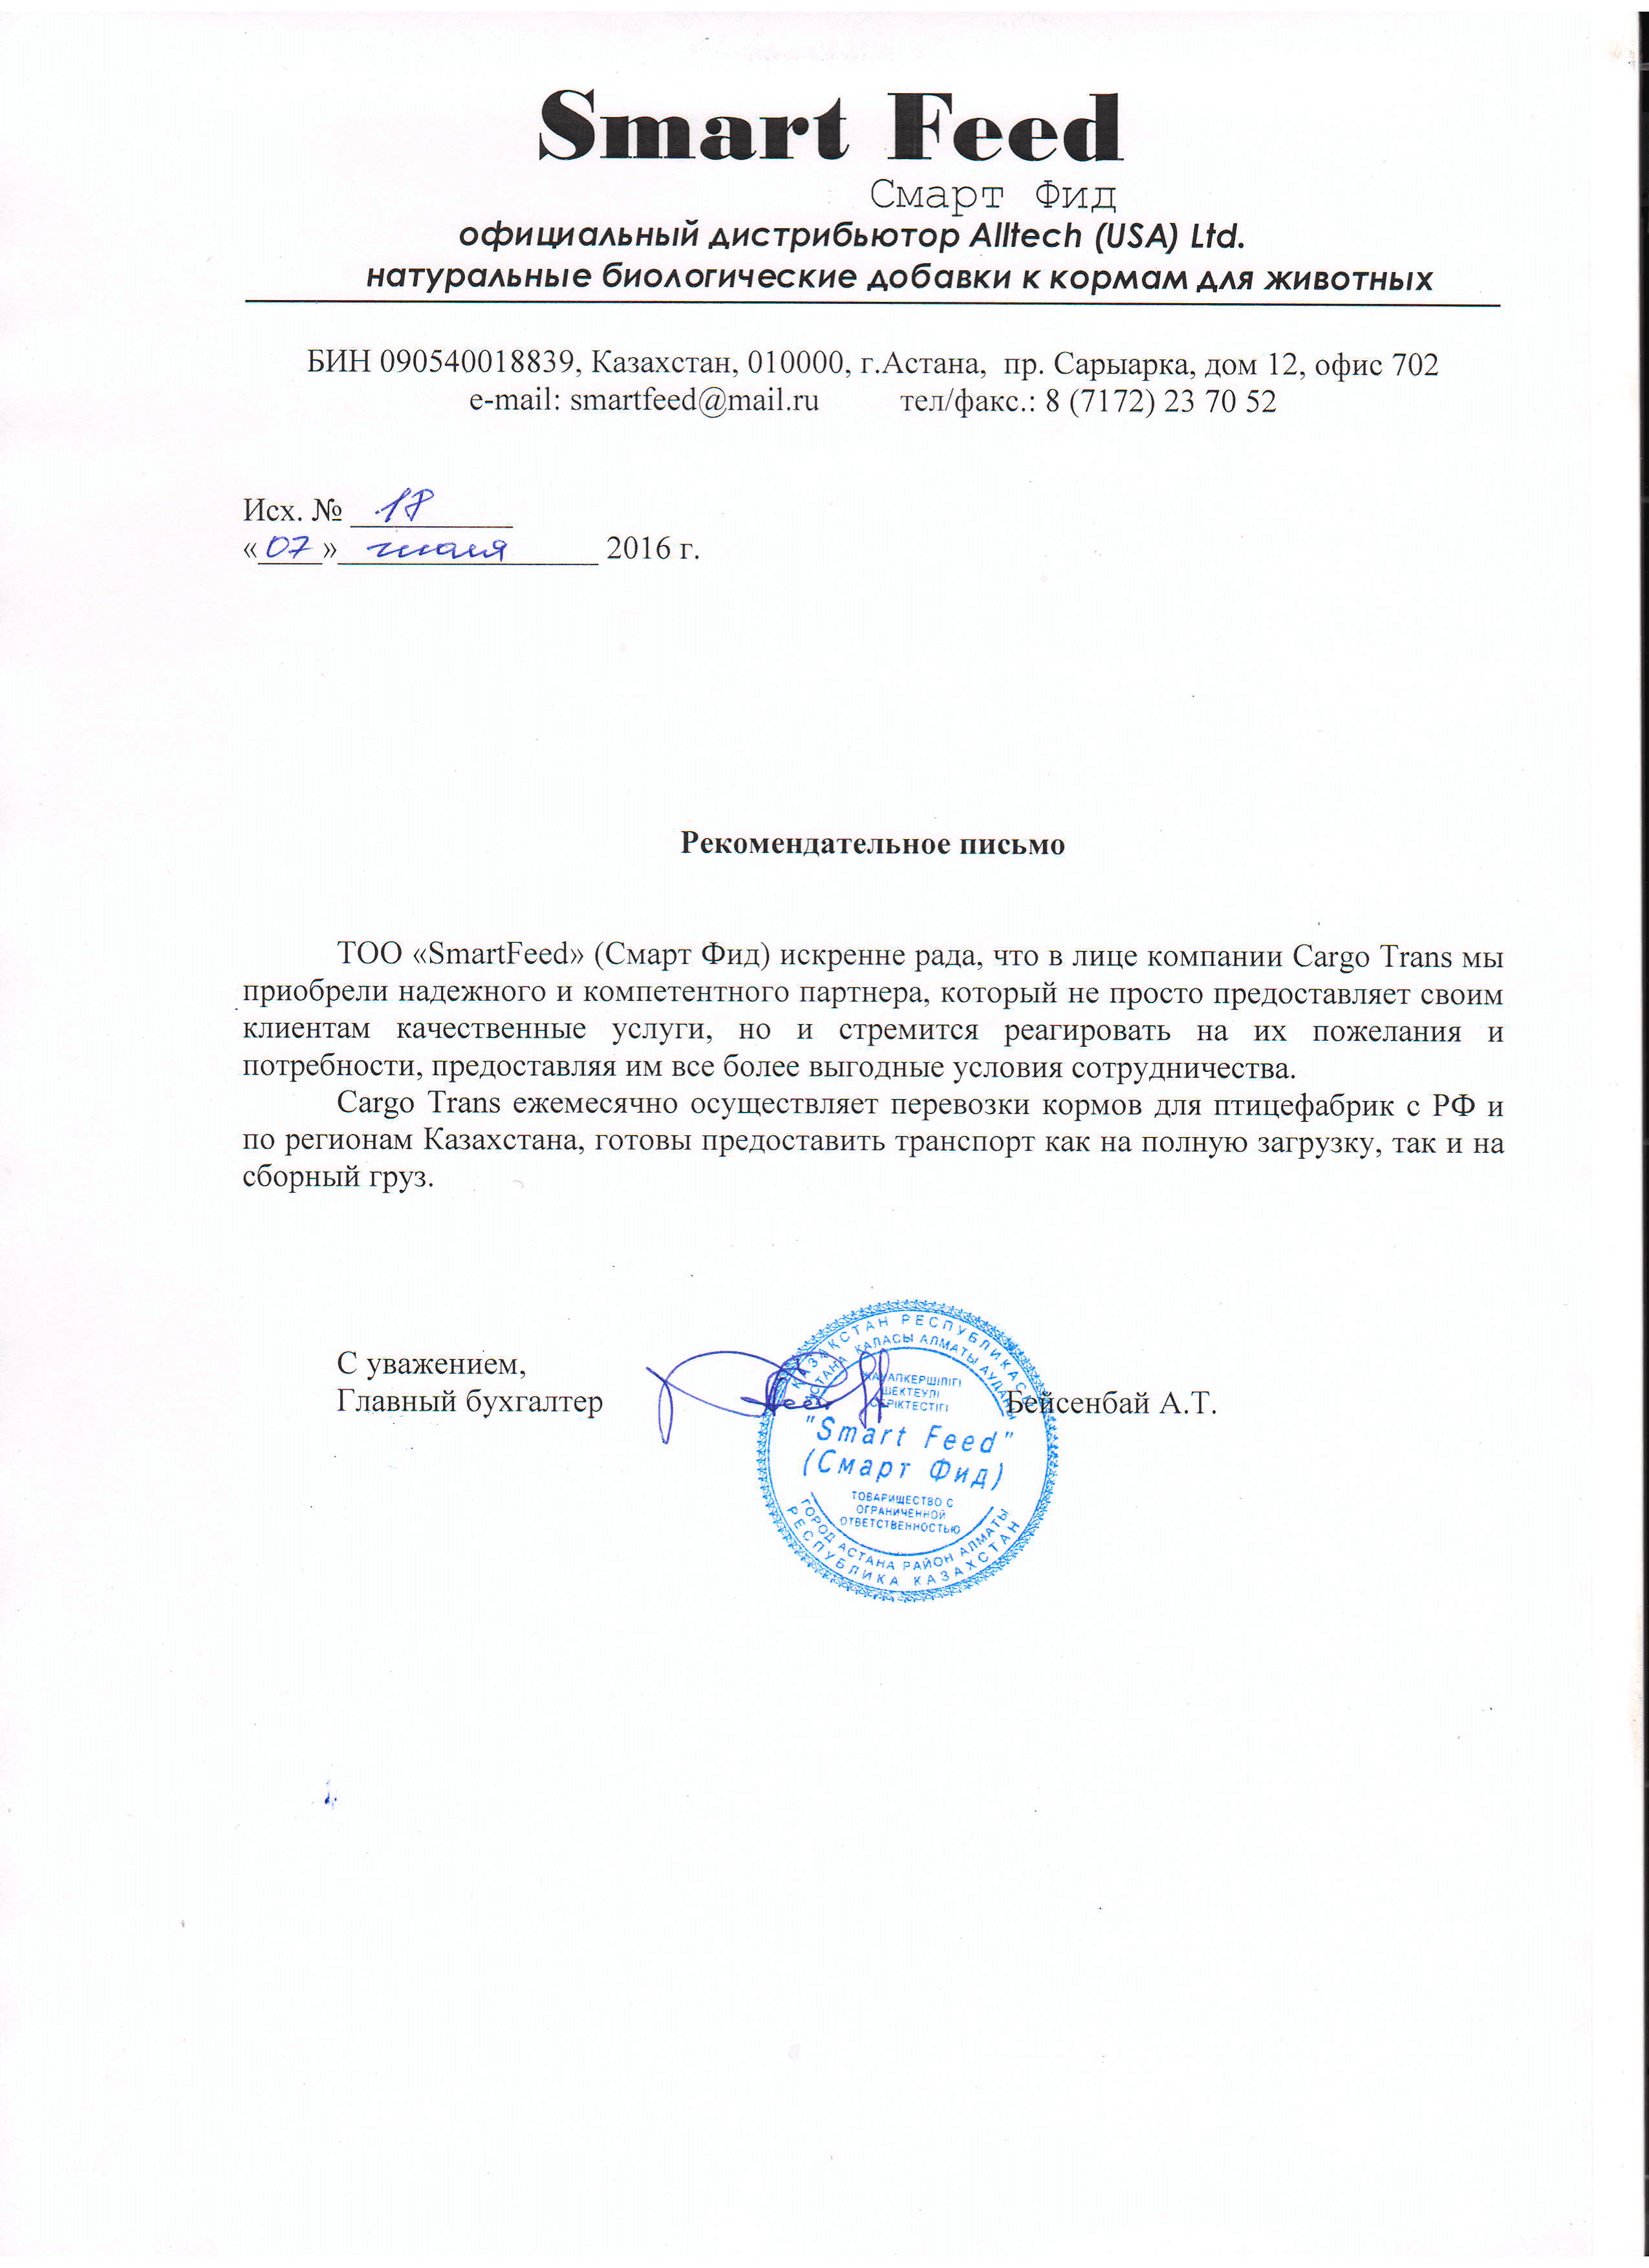 Smart Feed
Смарт Фид
официальный дистрибьютор Alltech (USA) Ltd.
натуральные биологические добавки к кормам для животных
БИН 090540018839, Казахстан, 010000, г.Астана, пр. Сарыарка, дом 12, офис 702
e-mail: smartfeed@mail.ru тел/факс.: 8 (7172) 23 70 52
Исх. № 18
«07» июля 2016 г.
Рекомендательное письмо
ТОО «SmartFeed» (Смарт Фид) искренне рада, что в лице компании Cargo Trans мы
приобрели надежного и компетентного партнера, который не просто предоставляет своим
клиентам качественные услуги, но и стремится реагировать на их пожелания и
потребности, предоставляя им все более выгодные условия сотрудничества.
Cargo Trans ежемесячно осуществляет перевозки кормов для птицефабрик с РФ и
по регионам Казахстана, готовы предоставить транспорт как на полную загрузку, так и на
сборный груз.
С уважением,
Главный бухгалтер Бейсенбай А.Т.
ҚАЗАҚСТАН РЕСПУБЛИКАСЫ
АСТАНА ҚАЛАСЫ АЛМАТЫ АУДАНЫ
ЖАУАПКЕРШІЛІГІ
ШЕКТЕУЛІ
СЕРІКТЕСТІГІ
"Smart Feed"
(Смарт Фид)
ТОВАРИЩЕСТВО С
ОГРАНИЧЕННОЙ
ОТВЕТСТВЕННОСТЬЮ
ГОРОД АСТАНА РАЙОН АЛМАТЫ
РЕСПУБЛИКА КАЗАХСТАН